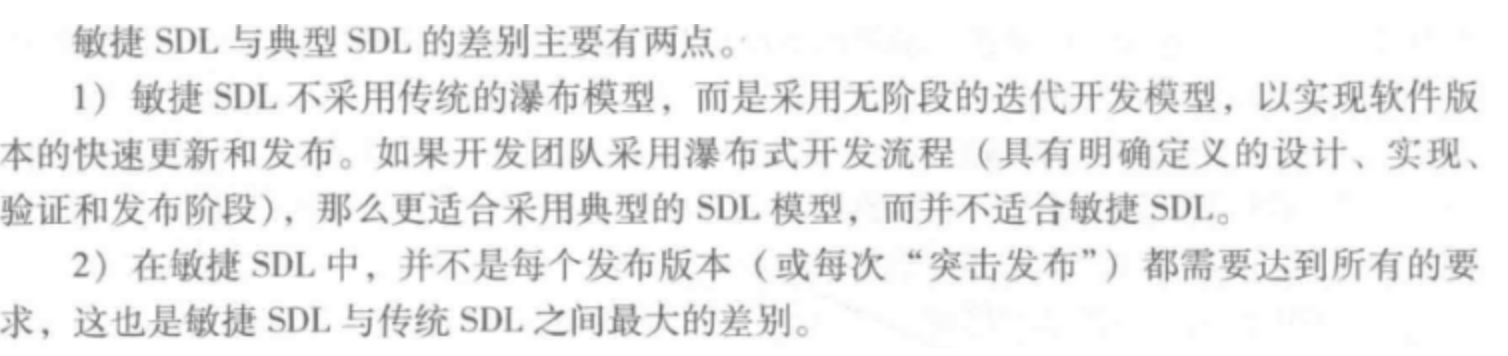 敏捷 SDL 与典型 SDL 的差别主要有两点。
1）敏捷 SDL 不采用传统的瀑布模型，而是采用无阶段的迭代开发模型，以实现软件版
本的快速更新和发布。如果开发团队采用瀑布式开发流程（具有明确定义的设计、实现、
验证和发布阶段），那么更适合采用典型的 SDL 模型，而并不适合敏捷 SDL。
2）在敏捷 SDL 中，并不是每个发布版本（或每次“突击发布”）都需要达到所有的要
求，这也是敏捷 SDL 与传统 SDL 之间最大的差别。